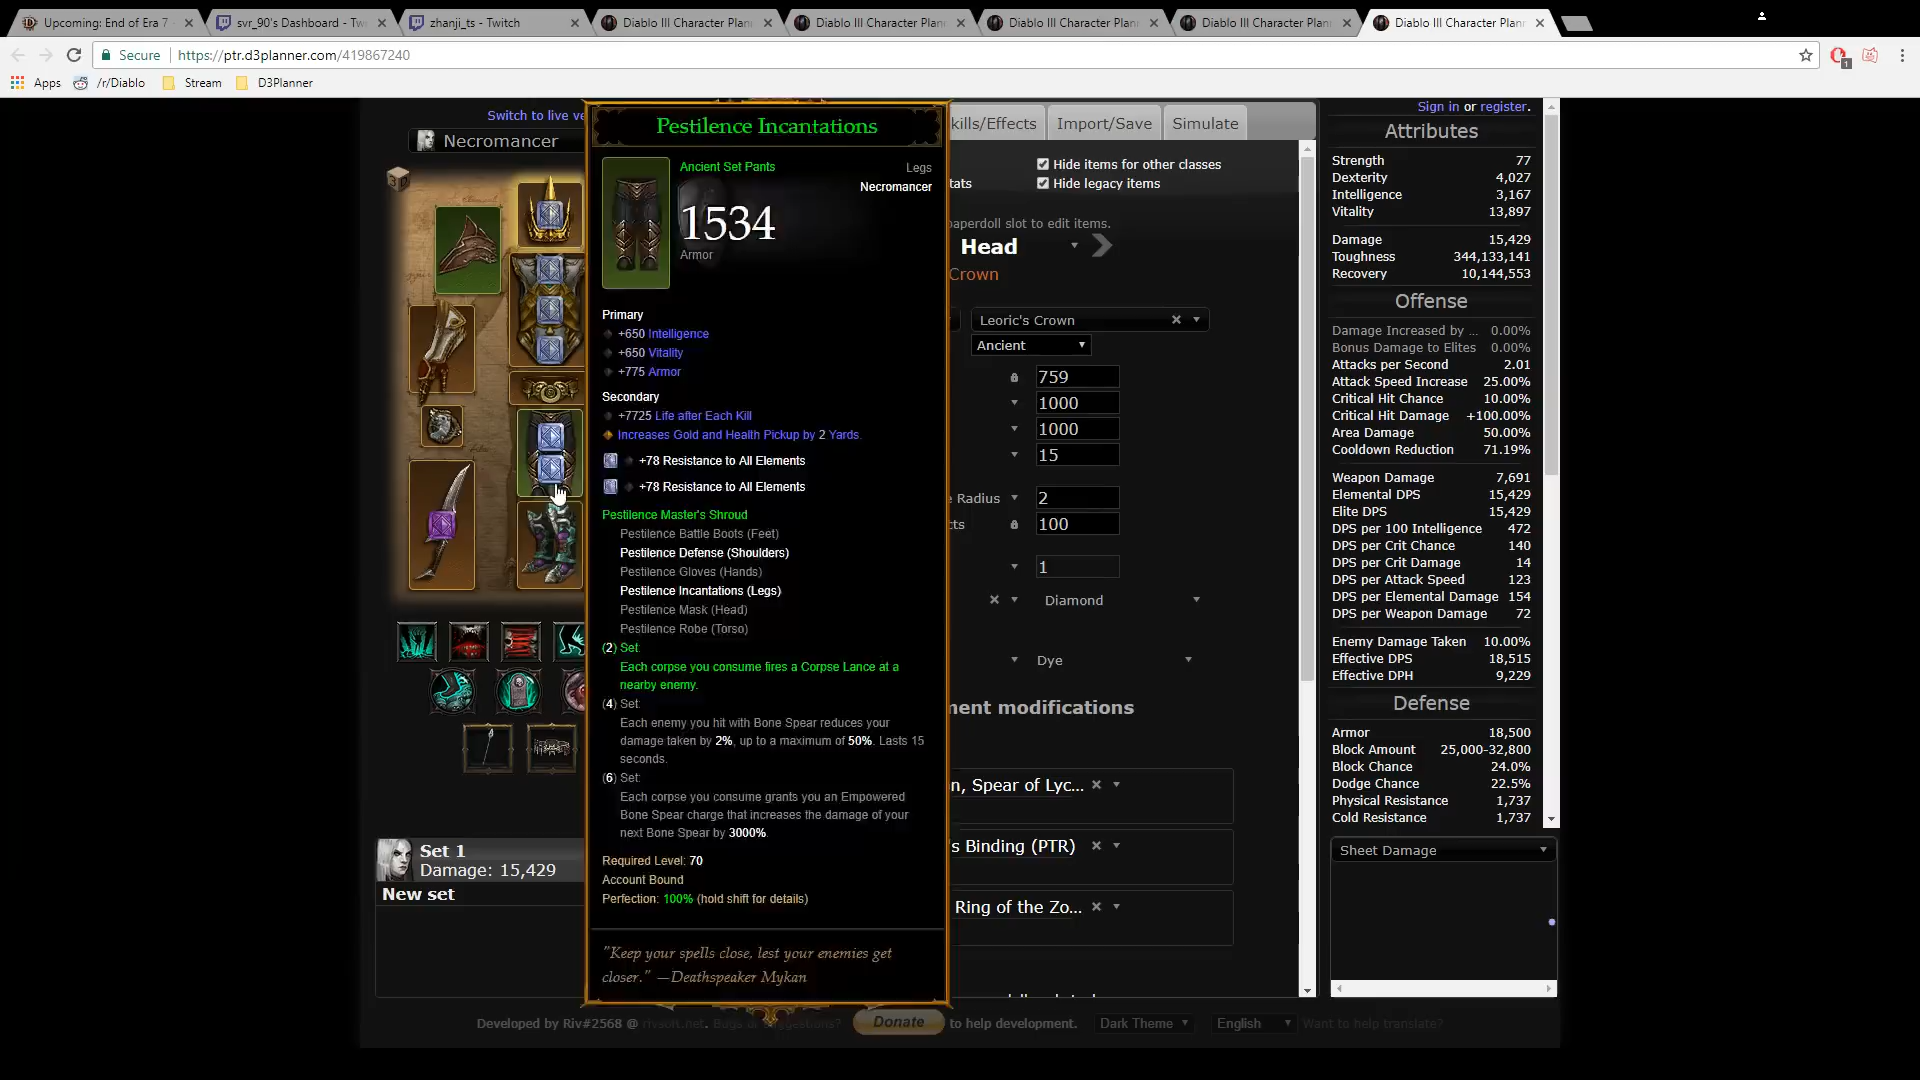 Upcoming: End of Era 7
svr_90's Dashboard - Tw
zhanji_ts - Twitch
Diablo III Character Plan
Diablo III Character Plan
Diablo III Character Plan
Diablo III Character Plan
Diablo III Character Plan
Secure
https://ptr.d3planner.com/419867240
1
Apps
/r/Diablo
Stream
D3Planner
Switch to live ve
Necromancer
3D
Pestilence Incantations
Ancient Set Pants
Legs
Necromancer
1534
Armor
Primary
+650 Intelligence
+650 Vitality
+775 Armor
Secondary
+7725 Life after Each Kill
Increases Gold and Health Pickup by 2 Yards.
+78 Resistance to All Elements
+78 Resistance to All Elements
Pestilence Master's Shroud
Pestilence Battle Boots (Feet)
Pestilence Defense (Shoulders)
Pestilence Gloves (Hands)
Pestilence Incantations (Legs)
Pestilence Mask (Head)
Pestilence Robe (Torso)
(2) Set:
Each corpse you consume fires a Corpse Lance at a
nearby enemy.
(4) Set:
Each enemy you hit with Bone Spear reduces your
damage taken by 2%, up to a maximum of 50%. Lasts 15
seconds.
(6) Set:
Each corpse you consume grants you an Empowered
Bone Spear charge that increases the damage of your
next Bone Spear by 3000%.
Required Level: 70
Account Bound
Perfection: 100% (hold shift for details)
"Keep your spells close, lest your enemies get
closer." —Deathspeaker Mykan
Set 1
Damage: 15,429
New set
kills/Effects
Import/Save
Simulate
Hide items for other classes
tats
Hide legacy items
paperdoll slot to edit items.
Head
Crown
Leoric's Crown
Ancient
759
1000
1000
15
e Radius
2
cts
100
1
Diamond
Dye
ment modifications
n, Spear of Lyc...
's Binding (PTR)
Ring of the Zo...
Sign in or register.
Attributes
Strength 77
Dexterity 4,027
Intelligence 3,167
Vitality 13,897
Damage 15,429
Toughness 344,133,141
Recovery 10,144,553
Offense
Damage Increased by ... 0.00%
Bonus Damage to Elites 0.00%
Attacks per Second 2.01
Attack Speed Increase 25.00%
Critical Hit Chance 10.00%
Critical Hit Damage +100.00%
Area Damage 50.00%
Cooldown Reduction 71.19%
Weapon Damage 7,691
Elemental DPS 15,429
Elite DPS 15,429
DPS per 100 Intelligence 472
DPS per Crit Chance 140
DPS per Crit Damage 14
DPS per Attack Speed 123
DPS per Elemental Damage 154
DPS per Weapon Damage 72
Enemy Damage Taken 10.00%
Effective DPS 18,515
Effective DPH 9,229
Defense
Armor 18,500
Block Amount 25,000-32,800
Block Chance 24.0%
Dodge Chance 22.5%
Physical Resistance 1,737
Cold Resistance 1,737
Sheet Damage
Developed by Riv#2568 @ rivsoft.net. Bugs or suggestions?
Donate
to help development.
Dark Theme
English
Want to help translate?